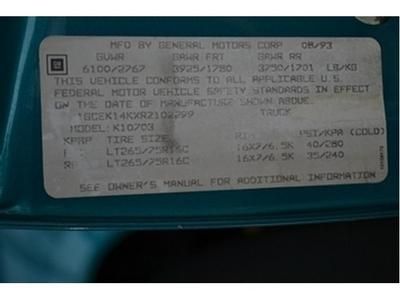 MFD BY GENERAL MOTORS CORP 08/93
GM
GVWR GAWR FRT GAWR RR
6100/2767 3925/1780 3750/1701 LB/KG
THIS VEHICLE CONFORMS TO ALL APPLICABLE U.S.
FEDERAL MOTOR VEHICLE SAFETY STANDARDS IN
EFFECT ON THE DATE OF MANUFACTURE SHOWN ABOVE.
1GCEK14KXR2102299 TRUCK
MODEL: K10703
TIRE SIZE RIM PSI/KPA (COLD)
LT265/75R16C 16X7/6.5K 40/280
LT265/75R16C 16X7/6.5K 35/240
SEE OWNER'S MANUAL FOR ADDITIONAL INFORMATION